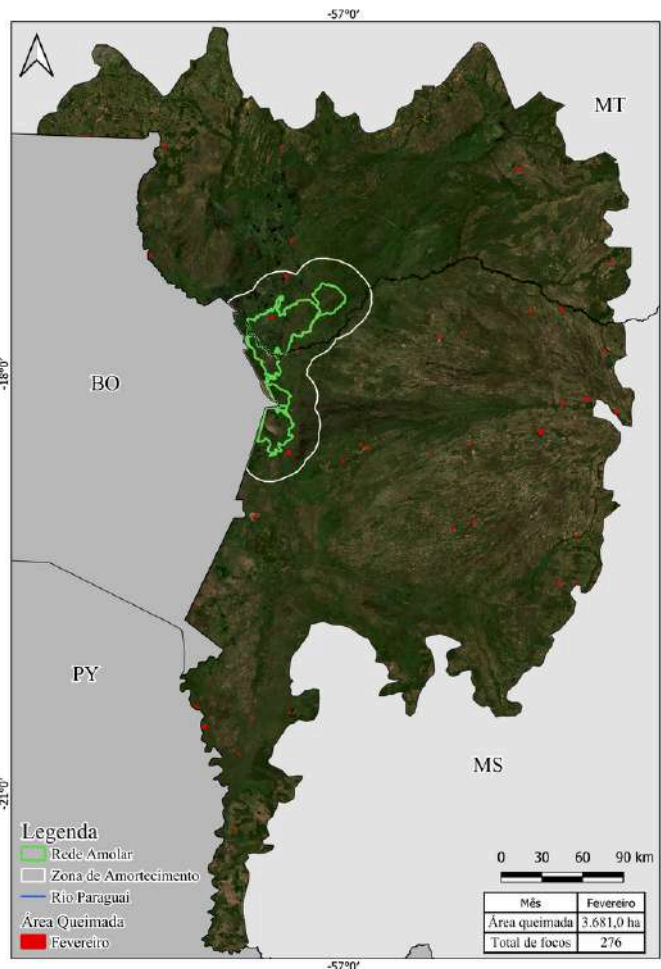 -57°0'
MT
BO
-18°0'
PY
MS
-21°0'
Legenda
Rede Amolar
Zona de Amortecimento
Rio Paraguai
Área Queimada
Fevereiro
0 30 60 90 km
Mês Fevereiro
Área queimada 3.681,0 ha
Total de focos 276
-57°0'